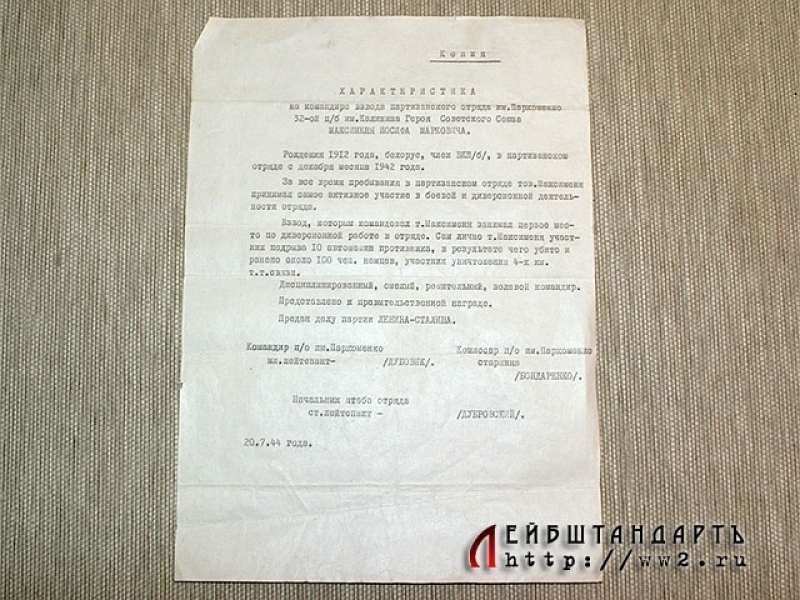 Копия
ХАРАКТЕРИСТИКА
на командира взвода партизанского отряда им.Пархоменко
32-ой п/б им.Калинина Героя Советского Союза
МАКСИМЕНЯ ИОСИФА МАРКОВИЧА.
Рождения 1912 года, белорус, член ВКП/б/, в партизанском
отряде с декабря месяца 1942 года.
За все время пребывания в партизанском отряде тов.Максименя
принимал самое активное участие в боевой и диверсионной деятель-
ности отряда.
Взвод, которым командовал т.Максименя занимал первое мес-
то по диверсионной работе в отряде. Сам лично т.Максименя участ-
ник подрыва 10 автомашин противника, в результате чего убито и
ранено около 100 чел. немцев, участник уничтожения 4-х км.
т.т.связи.
Дисциплинированный, смелый, решительный, волевой командир.
Представлено к правительственной награде.
Предан делу партии ЛЕНИНА-СТАЛИНА.
Командир п/о им.Пархоменко Комиссар п/о им.Пархоменко
мл.лейтенант- /ДУБОВИК/. старшина
/БОНДАРЕНКО/.
Начальник штаба отряда
ст.лейтенант - /ДУБРОВСКИЙ/.
20.7.44 года.
ЛЕЙБШТАНДАРТЪ
http://ww2.ru